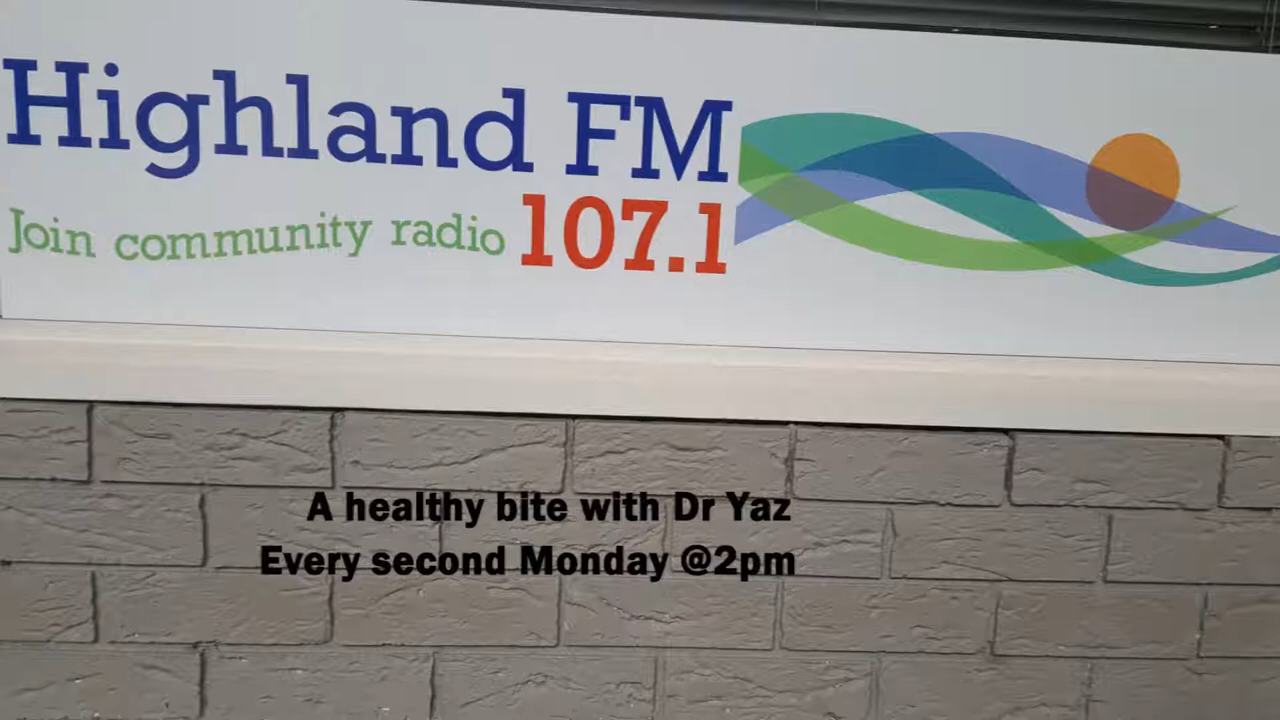 Highland FM
Join community radio 107.1
A healthy bite with Dr Yaz
Every second Monday @2pm